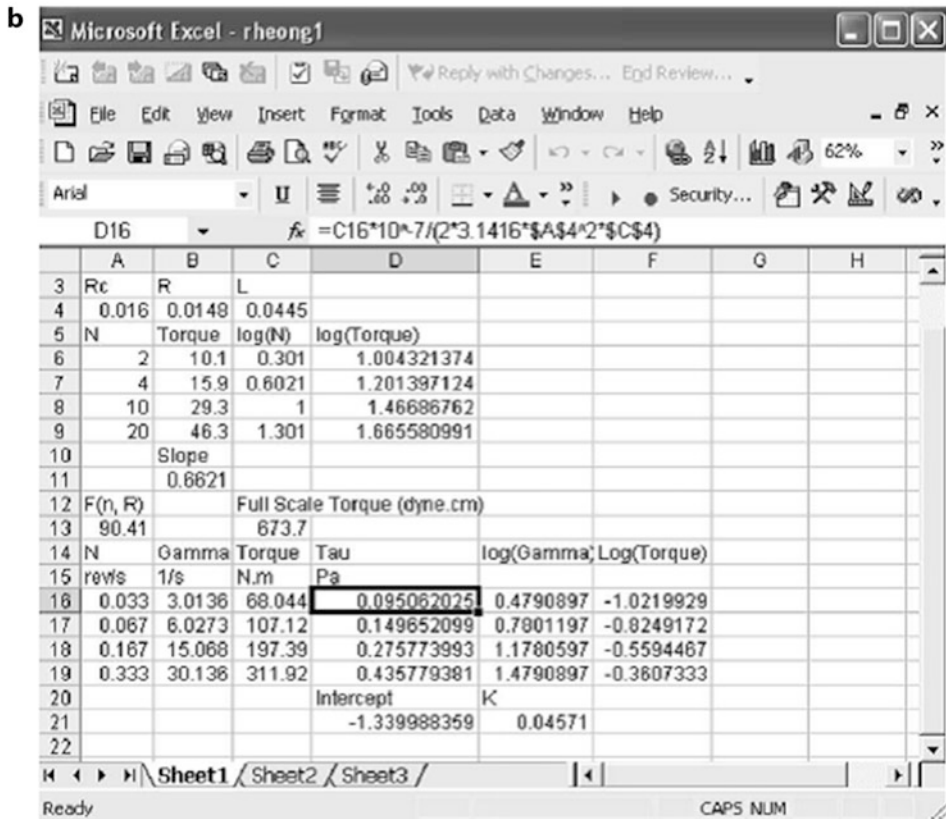 b
Microsoft Excel - rheong1
Reply with Changes... End Review...
File Edit View Insert Format Tools Data Window Help
62%
Arial U Security...
D16 fx =C16*10^-7/(2*3.1416*$A$4^2*$C$4)
A B C D E F G H
3 Rc R L
4 0.016 0.0148 0.0445
5 N Torque log(N) log(Torque)
6 2 10.1 0.301 1.004321374
7 4 15.9 0.6021 1.201397124
8 10 29.3 1 1.46686762
9 20 46.3 1.301 1.665580991
10 Slope
11 0.6621
12 F(n, R) Full Scale Torque (dyne.cm)
13 90.41 673.7
14 N Gamma Torque Tau log(Gamma) Log(Torque)
15 rev/s 1/s N.m Pa
16 0.033 3.0136 68.044 0.095062025 0.4790897 -1.0219929
17 0.067 6.0273 107.12 0.149652099 0.7801197 -0.8249172
18 0.167 15.068 197.39 0.275773993 1.1780597 -0.5594467
19 0.333 30.136 311.92 0.435779381 1.4790897 -0.3607333
20 Intercept K
21 -1.339988359 0.04571
22
Sheet1 Sheet2 Sheet3
Ready CAPS NUM